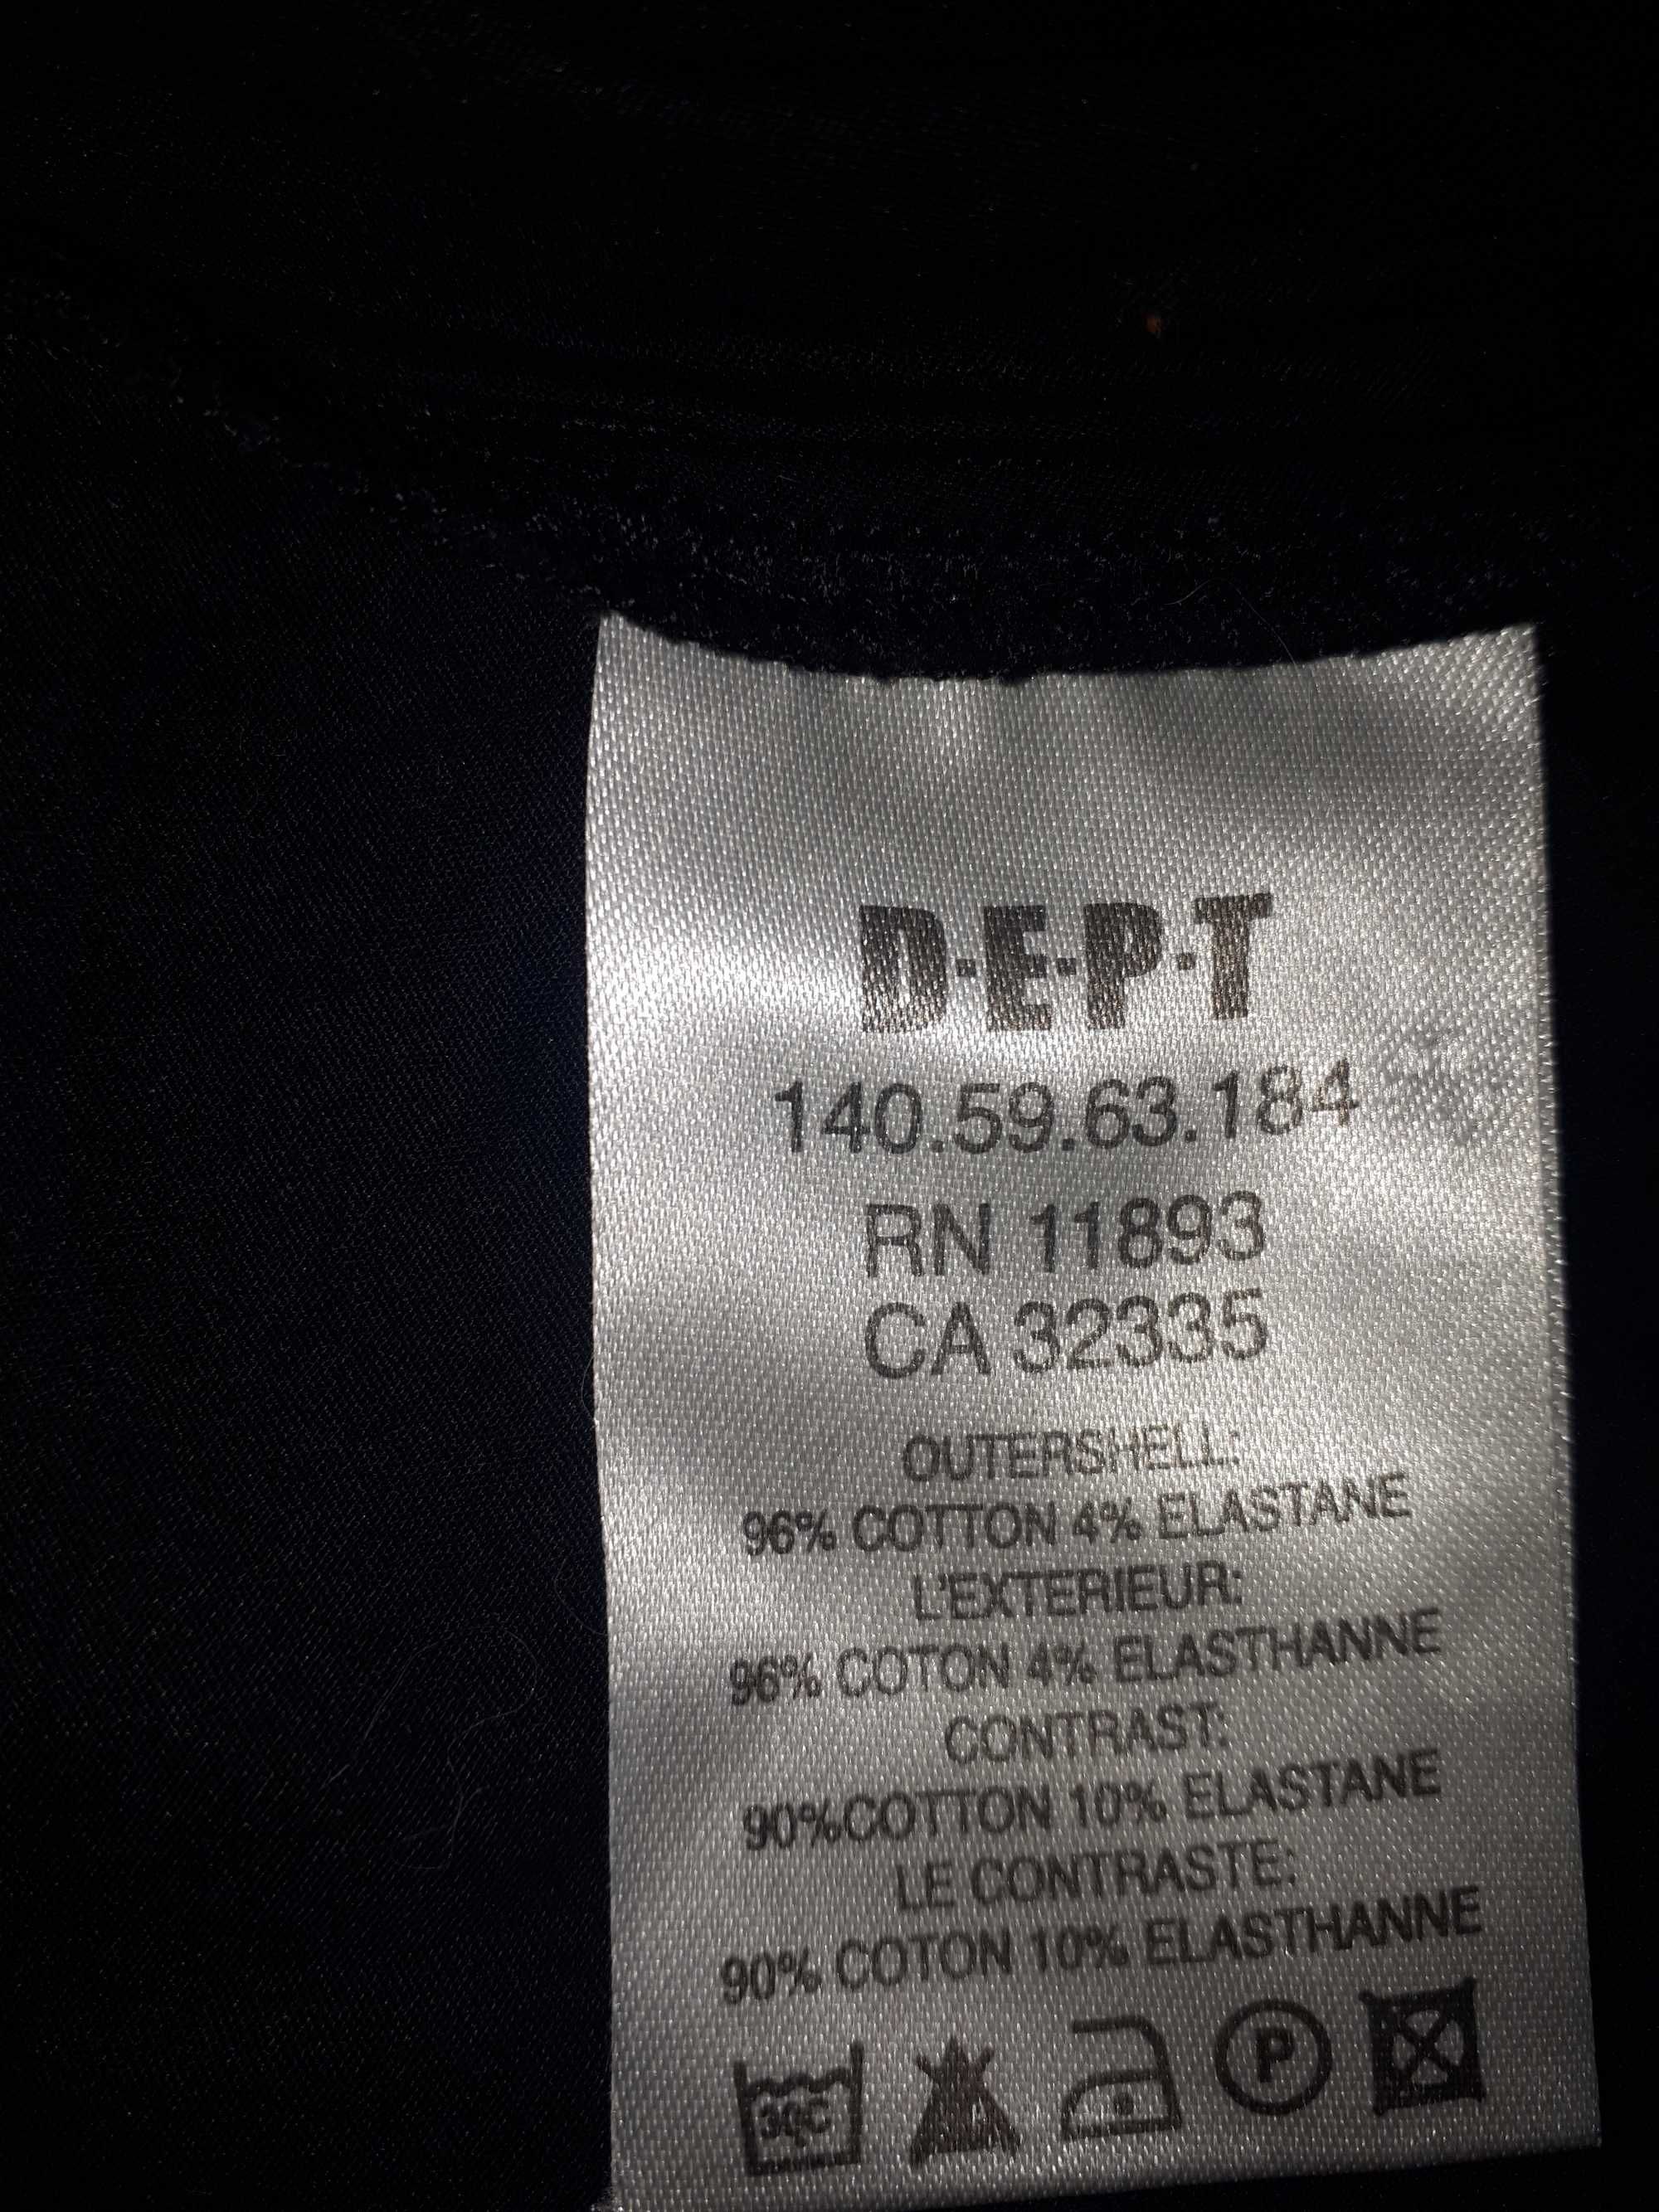 D·E·P·T
140.59.63.184
RN 11893
CA 32335
OUTERSHELL:
96% COTTON 4% ELASTANE
L'EXTERIEUR:
96% COTON 4% ELASTHANNE
CONTRAST:
90%COTTON 10% ELASTANE
LE CONTRASTE:
90% COTON 10% ELASTHANNE
30°C P